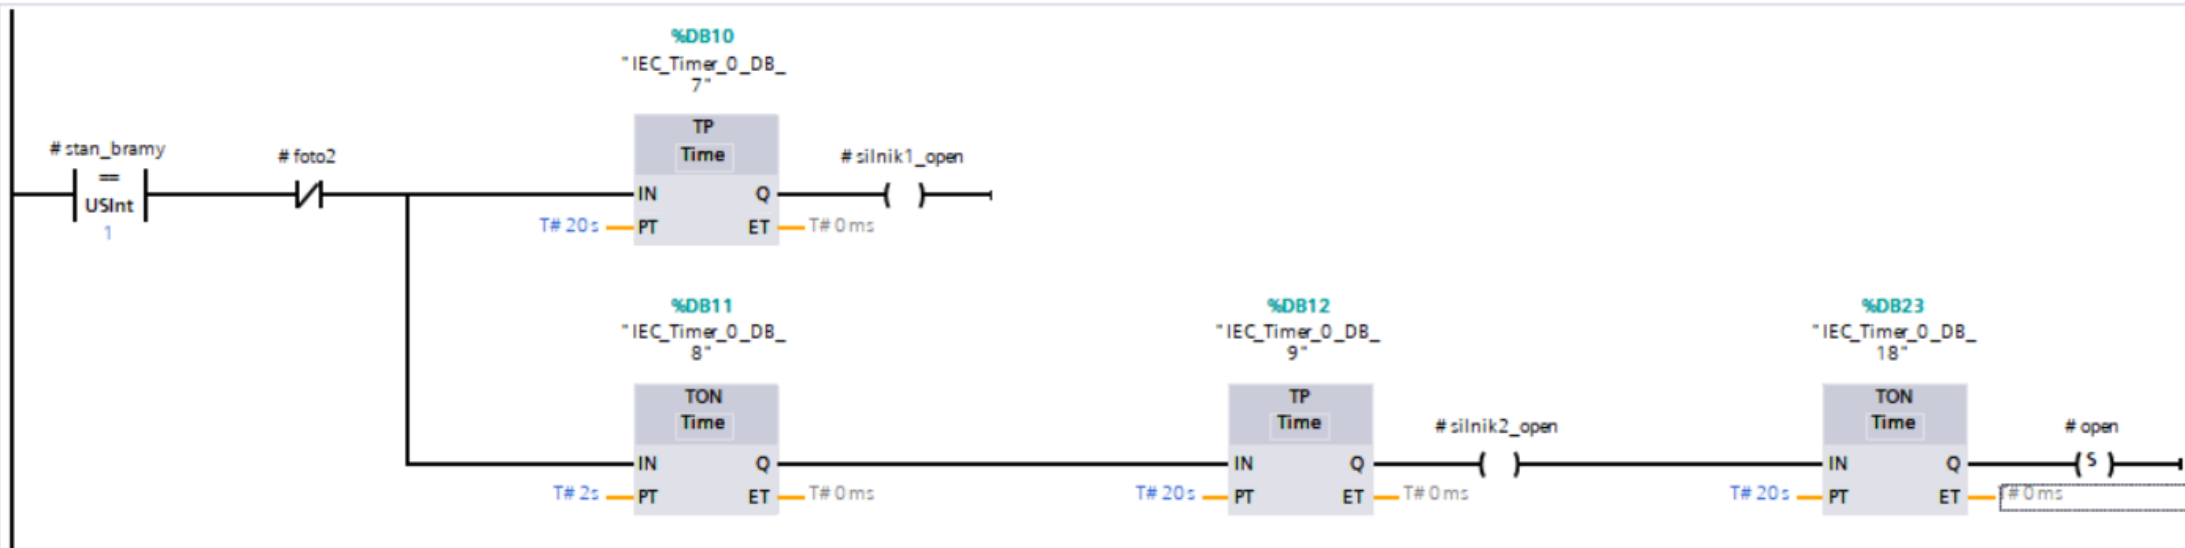 %DB10
"IEC_Timer_0_DB_
7"
TP
Time
#stan_bramy
==
USInt
1
#foto2
#silnik1_open
IN
Q
T#20s
PT
ET
T#0ms
%DB11
"IEC_Timer_0_DB_
8"
TON
Time
IN
Q
T#2s
PT
ET
T#0ms
%DB12
"IEC_Timer_0_DB_
9"
TP
Time
#silnik2_open
IN
Q
T#20s
PT
ET
T#0ms
%DB23
"IEC_Timer_0_DB_
18"
TON
Time
#open
S
IN
Q
T#20s
PT
ET
T#0ms